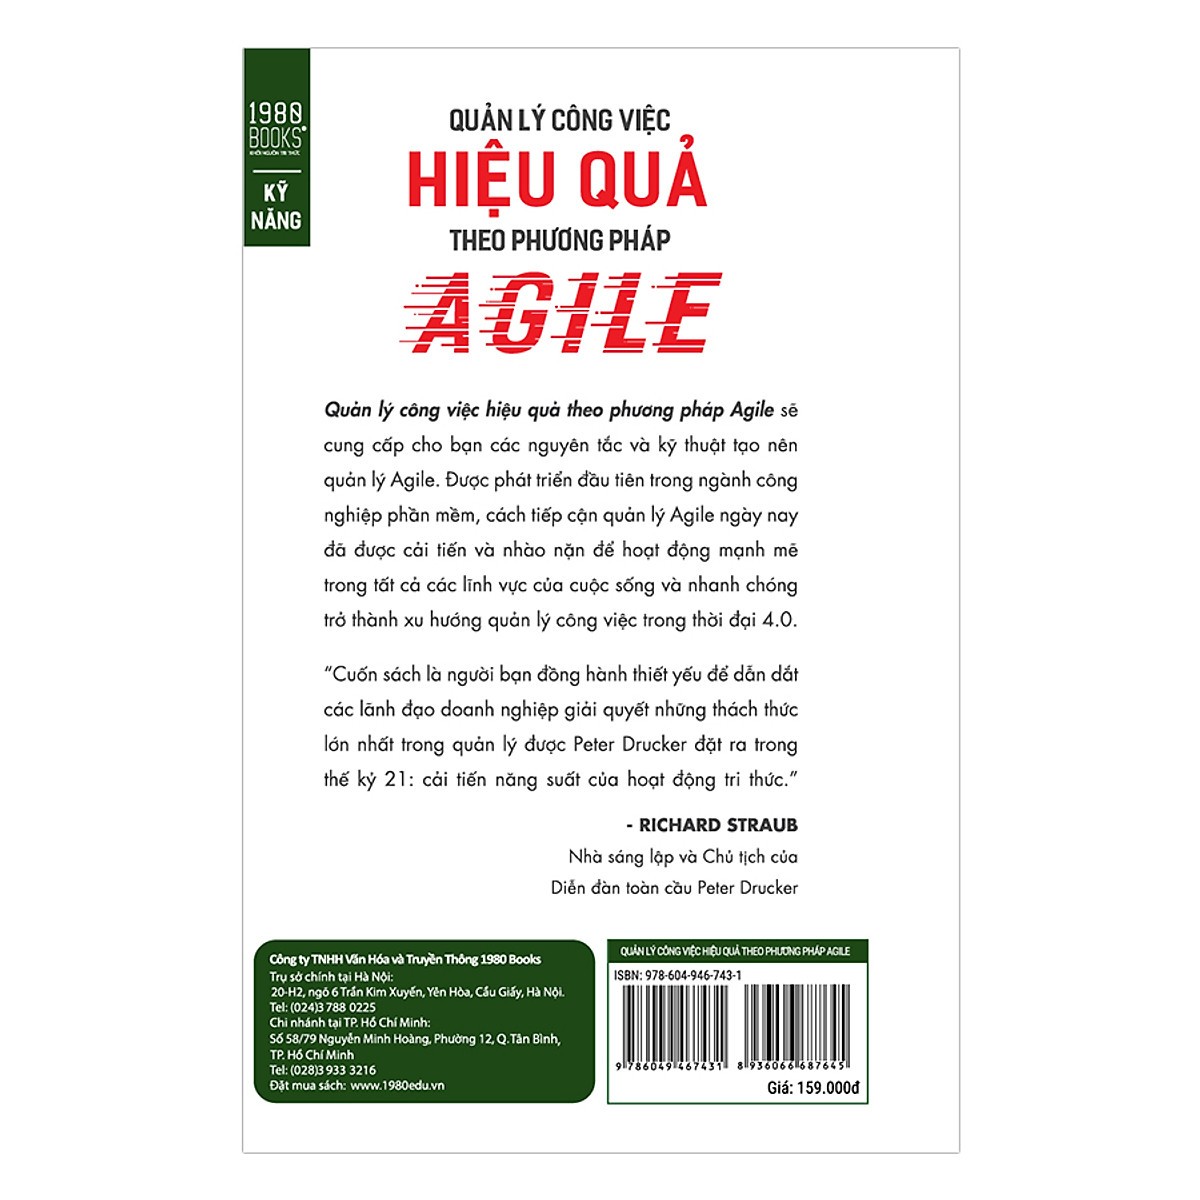 1980
BOOKS®
KHƠI NGUỒN TRI THỨC
KỸ
NĂNG
QUẢN LÝ CÔNG VIỆC
HIỆU QUẢ
THEO PHƯƠNG PHÁP
AGILE
Quản lý công việc hiệu quả theo phương pháp Agile sẽ
cung cấp cho bạn các nguyên tắc và kỹ thuật tạo nên
quản lý Agile. Được phát triển đầu tiên trong ngành công
nghiệp phần mềm, cách tiếp cận quản lý Agile ngày nay
đã được cải tiến và nhào nặn để hoạt động mạnh mẽ
trong tất cả các lĩnh vực của cuộc sống và nhanh chóng
trở thành xu hướng quản lý công việc trong thời đại 4.0.
“Cuốn sách là người bạn đồng hành thiết yếu để dẫn dắt
các lãnh đạo doanh nghiệp giải quyết những thách thức
lớn nhất trong quản lý được Peter Drucker đặt ra trong
thế kỷ 21: cải tiến năng suất của hoạt động tri thức.”
- RICHARD STRAUB
Nhà sáng lập và Chủ tịch của
Diễn đàn toàn cầu Peter Drucker
Công ty TNHH Văn Hóa và Truyền Thông 1980 Books
Trụ sở chính tại Hà Nội:
20-H2, ngõ 6 Trần Kim Xuyến, Yên Hòa, Cầu Giấy, Hà Nội.
Tel: (024)3 788 0225
Chi nhánh tại TP. Hồ Chí Minh:
Số 58/79 Nguyễn Minh Hoàng, Phường 12, Q. Tân Bình,
TP. Hồ Chí Minh
Tel: (028)3 933 3216
Đặt mua sách: www.1980edu.vn
QUẢN LÝ CÔNG VIỆC HIỆU QUẢ THEO PHƯƠNG PHÁP AGILE
ISBN: 978-604-946-743-1
9 786049 467431
8 936066 687645
Giá: 159.000đ